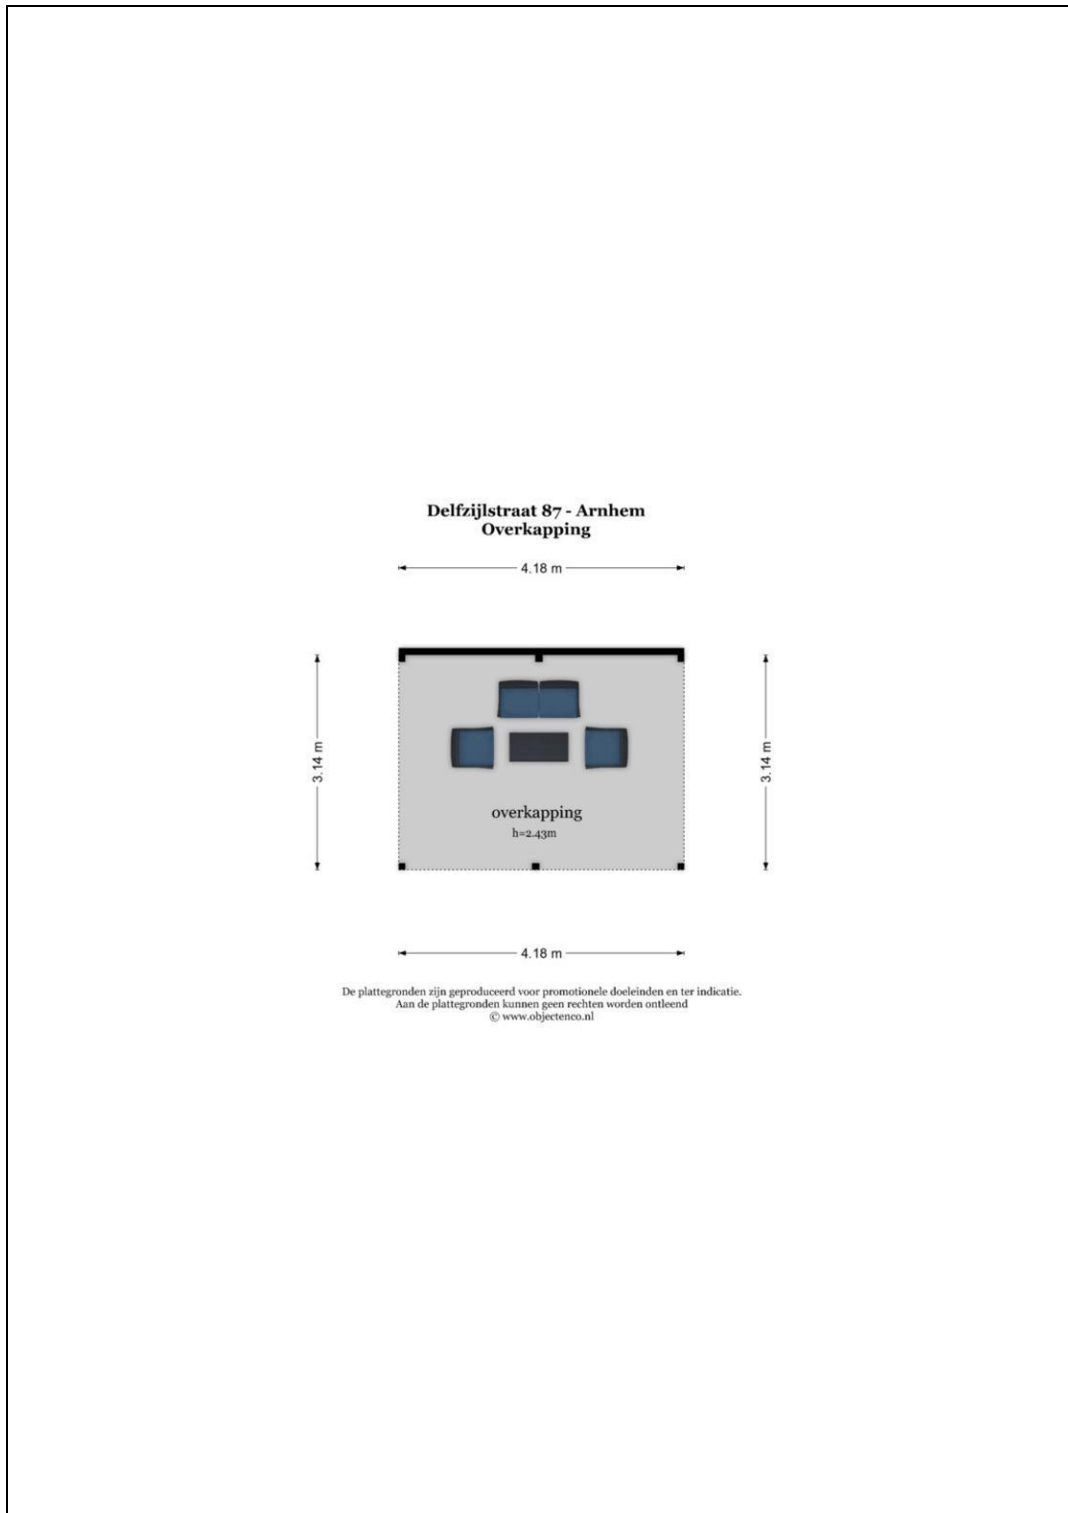 Delfzijlstraat 87 - Arnhem
Overkapping
4.18 m
3.14 m
3.14 m
overkapping
h=2.43m
4.18 m
De plattegronden zijn geproduceerd voor promotionele doeleinden en ter indicatie.
Aan de plattegronden kunnen geen rechten worden ontleend
© www.objectenco.nl